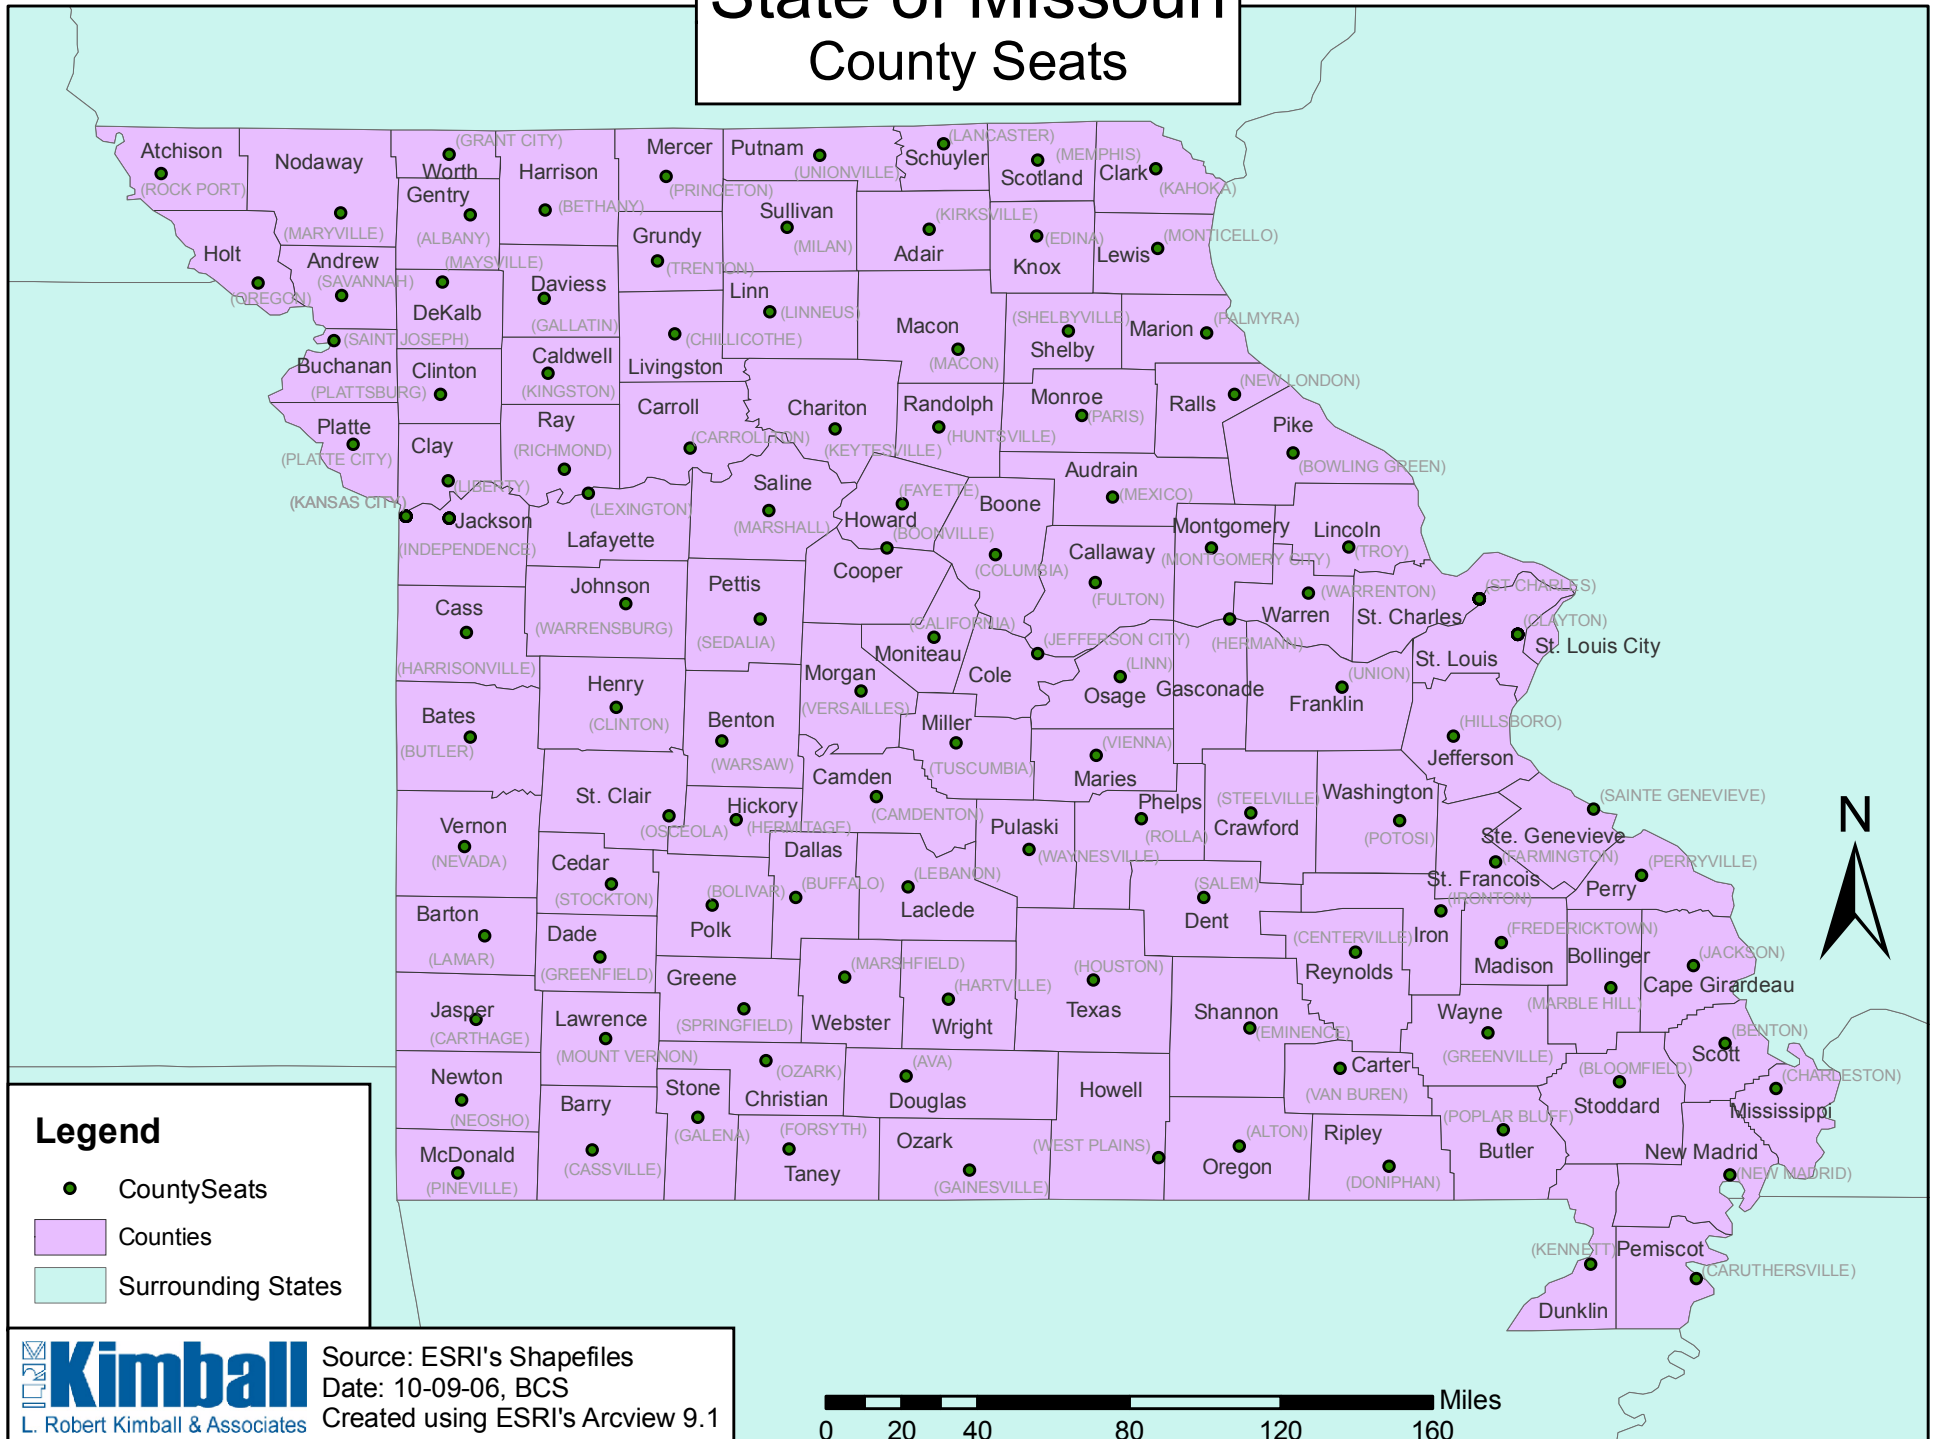 State of Missouri
County Seats
Atchison
(ROCK PORT)
Nodaway
(MARYVILLE)
(GRANT CITY)
Worth
Gentry
(ALBANY)
Harrison
(BETHANY)
Mercer
(PRINCETON)
Putnam
(UNIONVILLE)
(LANCASTER)
Schuyler
(MEMPHIS)
Scotland
Clark
(KAHOKA)
Holt
(OREGON)
Andrew
(SAVANNAH)
(MAYSVILLE)
DeKalb
Daviess
(GALLATIN)
Grundy
(TRENTON)
Sullivan
(MILAN)
(KIRKSVILLE)
Adair
(EDINA)
Knox
Lewis
(MONTICELLO)
Linn
(LINNEUS)
(SAINT JOSEPH)
Buchanan
(PLATTSBURG)
Clinton
Caldwell
(KINGSTON)
(CHILLICOTHE)
Livingston
Macon
(MACON)
(SHELBYVILLE)
Shelby
Marion
(PALMYRA)
Platte
(PLATTE CITY)
Clay
(LIBERTY)
Ray
(RICHMOND)
Carroll
(CARROLLTON)
Chariton
(KEYTESVILLE)
Randolph
(HUNTSVILLE)
Monroe
(PARIS)
Ralls
(NEW LONDON)
Pike
(BOWLING GREEN)
(KANSAS CITY)
Jackson
(INDEPENDENCE)
(LEXINGTON)
Lafayette
Saline
(MARSHALL)
(FAYETTE)
Howard
(BOONVILLE)
Boone
(COLUMBIA)
Audrain
(MEXICO)
Montgomery
(MONTGOMERY CITY)
Lincoln
(TROY)
Callaway
(FULTON)
Cooper
Cass
(HARRISONVILLE)
Johnson
(WARRENSBURG)
Pettis
(SEDALIA)
(CALIFORNIA)
Moniteau
(JEFFERSON CITY)
Cole
(LINN)
Osage
(HERMANN)
Gasconade
(WARRENTON)
Warren
(ST CHARLES)
St. Charles
(CLAYTON)
St. Louis City
St. Louis
(UNION)
Franklin
Morgan
(VERSAILLES)
Henry
(CLINTON)
Benton
(WARSAW)
Bates
(BUTLER)
Miller
(TUSCUMBIA)
(VIENNA)
Maries
(HILLSBORO)
Jefferson
St. Clair
(OSCEOLA)
Hickory
(HERMITAGE)
Camden
(CAMDENTON)
Pulaski
(WAYNESVILLE)
Phelps
(ROLLA)
(STEELVILLE)
Crawford
Washington
(POTOSI)
(SAINTE GENEVIEVE)
Ste. Genevieve
(FARMINGTON)
St. Francois
(PERRYVILLE)
Perry
Vernon
(NEVADA)
Cedar
(STOCKTON)
Dallas
(BUFFALO)
(BOLIVAR)
Polk
(LEBANON)
Laclede
(SALEM)
Dent
(IRONTON)
Iron
(FREDERICKTOWN)
Madison
Bollinger
(MARBLE HILL)
(JACKSON)
Cape Girardeau
Barton
(LAMAR)
Dade
(GREENFIELD)
Greene
(SPRINGFIELD)
(MARSHFIELD)
Webster
(HARTVILLE)
Wright
(HOUSTON)
Texas
Shannon
(EMINENCE)
(CENTERVILLE)
Reynolds
Wayne
(GREENVILLE)
Jasper
(CARTHAGE)
Lawrence
(MOUNT VERNON)
(OZARK)
Christian
(AVA)
Douglas
Howell
(WEST PLAINS)
Carter
(VAN BUREN)
(BENTON)
Scott
(BLOOMFIELD)
Stoddard
(CHARLESTON)
Mississippi
Newton
(NEOSHO)
Barry
(CASSVILLE)
Stone
(GALENA)
(FORSYTH)
Taney
Ozark
(GAINESVILLE)
(ALTON)
Oregon
Ripley
(DONIPHAN)
(POPLAR BLUFF)
Butler
New Madrid
(NEW MADRID)
McDonald
(PINEVILLE)
(KENNETT)
Dunklin
Pemiscot
(CARUTHERSVILLE)
N
Legend
CountySeats
Counties
Surrounding States
LRK Kimball
L. Robert Kimball & Associates
Source: ESRI's Shapefiles
Date: 10-09-06, BCS
Created using ESRI's Arcview 9.1
Miles
0 20 40 80 120 160